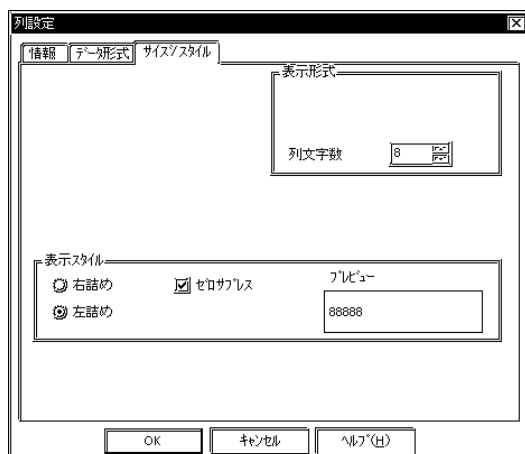 列設定
情報 ﾃﾞｰﾀ形式 ｻｲｽﾞ/ｽﾀｲﾙ
表示形式
列文字数 8
表示ｽﾀｲﾙ
右詰め ｾﾞﾛｻﾌﾟﾚｽ ﾌﾟﾚﾋﾞｭｰ
左詰め 88888
OK ｷｬﾝｾﾙ ﾍﾙﾌﾟ(H)